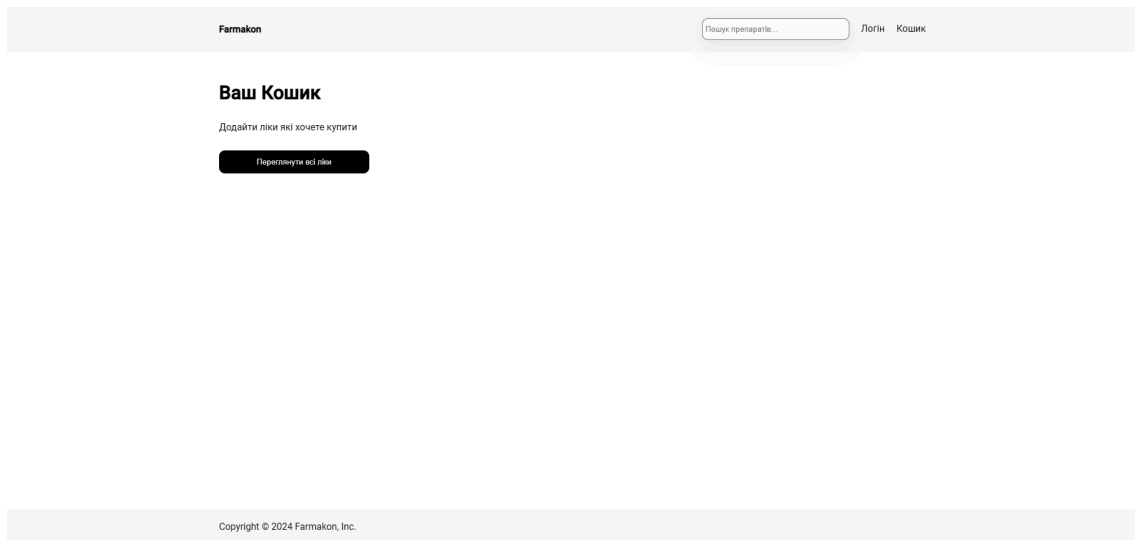 Farmakon
Пошук препаратів...
Логін
Кошик
Ваш Кошик
Додайти ліки які хочете купити
Переглянути всі ліки
Copyright © 2024 Farmakon, Inc.